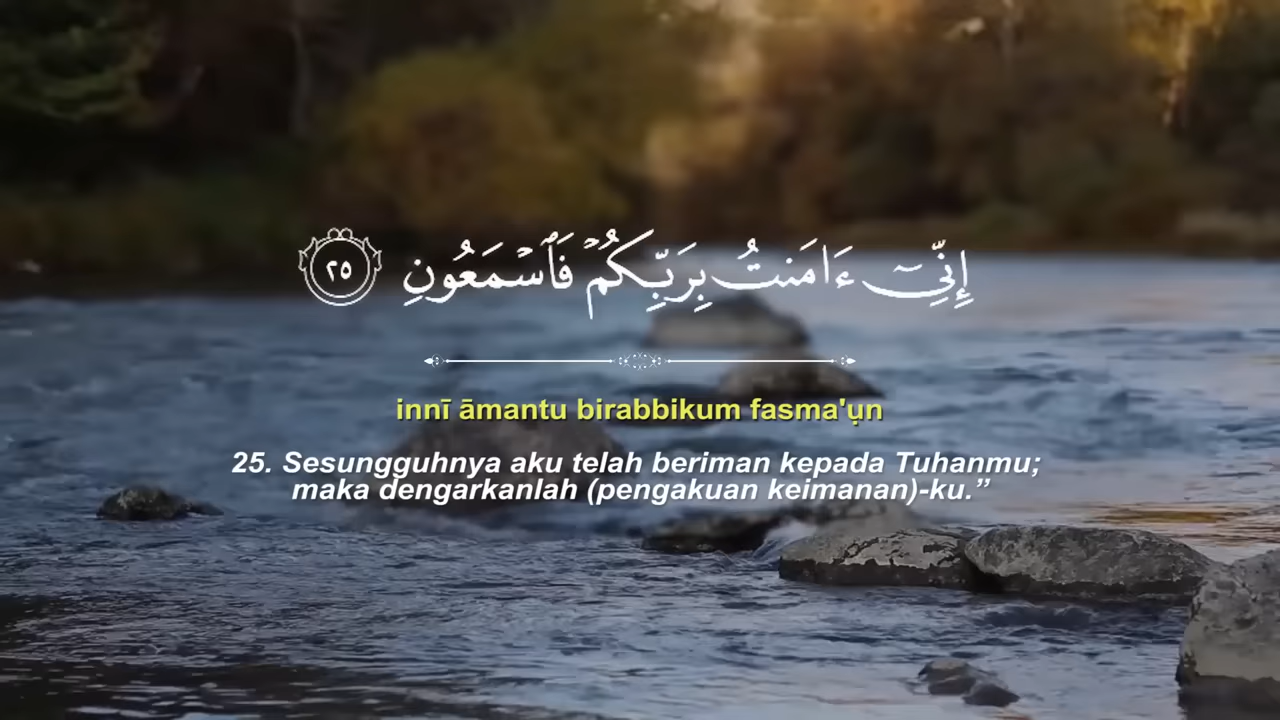 إِنِّيٓ ءَامَنتُ بِرَبِّكُمۡ فَٱسۡمَعُونِ ٢٥
innī āmantu birabbikum fasma'ụn
25. Sesungguhnya aku telah beriman kepada Tuhanmu;
maka dengarkanlah (pengakuan keimanan)-ku.”